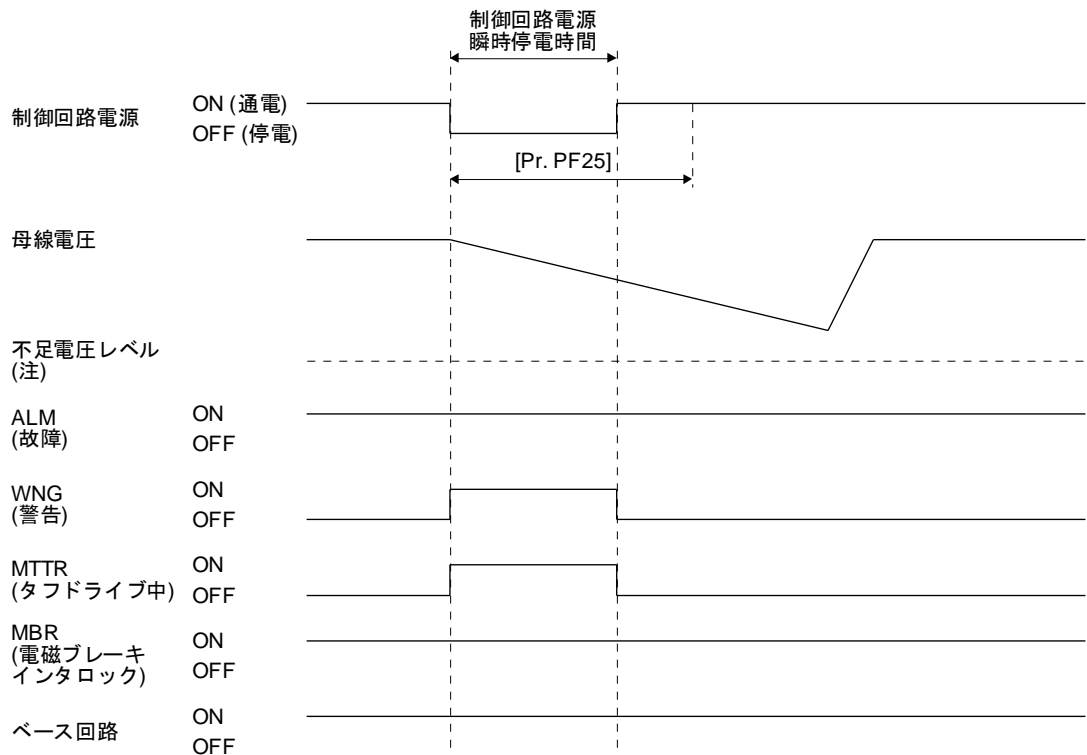 制御回路電源
瞬時停電時間
制御回路電源
ON (通電)
OFF (停電)
[Pr. PF25]
母線電圧
不足電圧レベル
(注)
ALM
(故障)
ON
OFF
WNG
(警告)
ON
OFF
MTTR
(タフドライブ中)
ON
OFF
MBR
(電磁ブレーキ
インタロック)
ON
OFF
ベース回路
ON
OFF